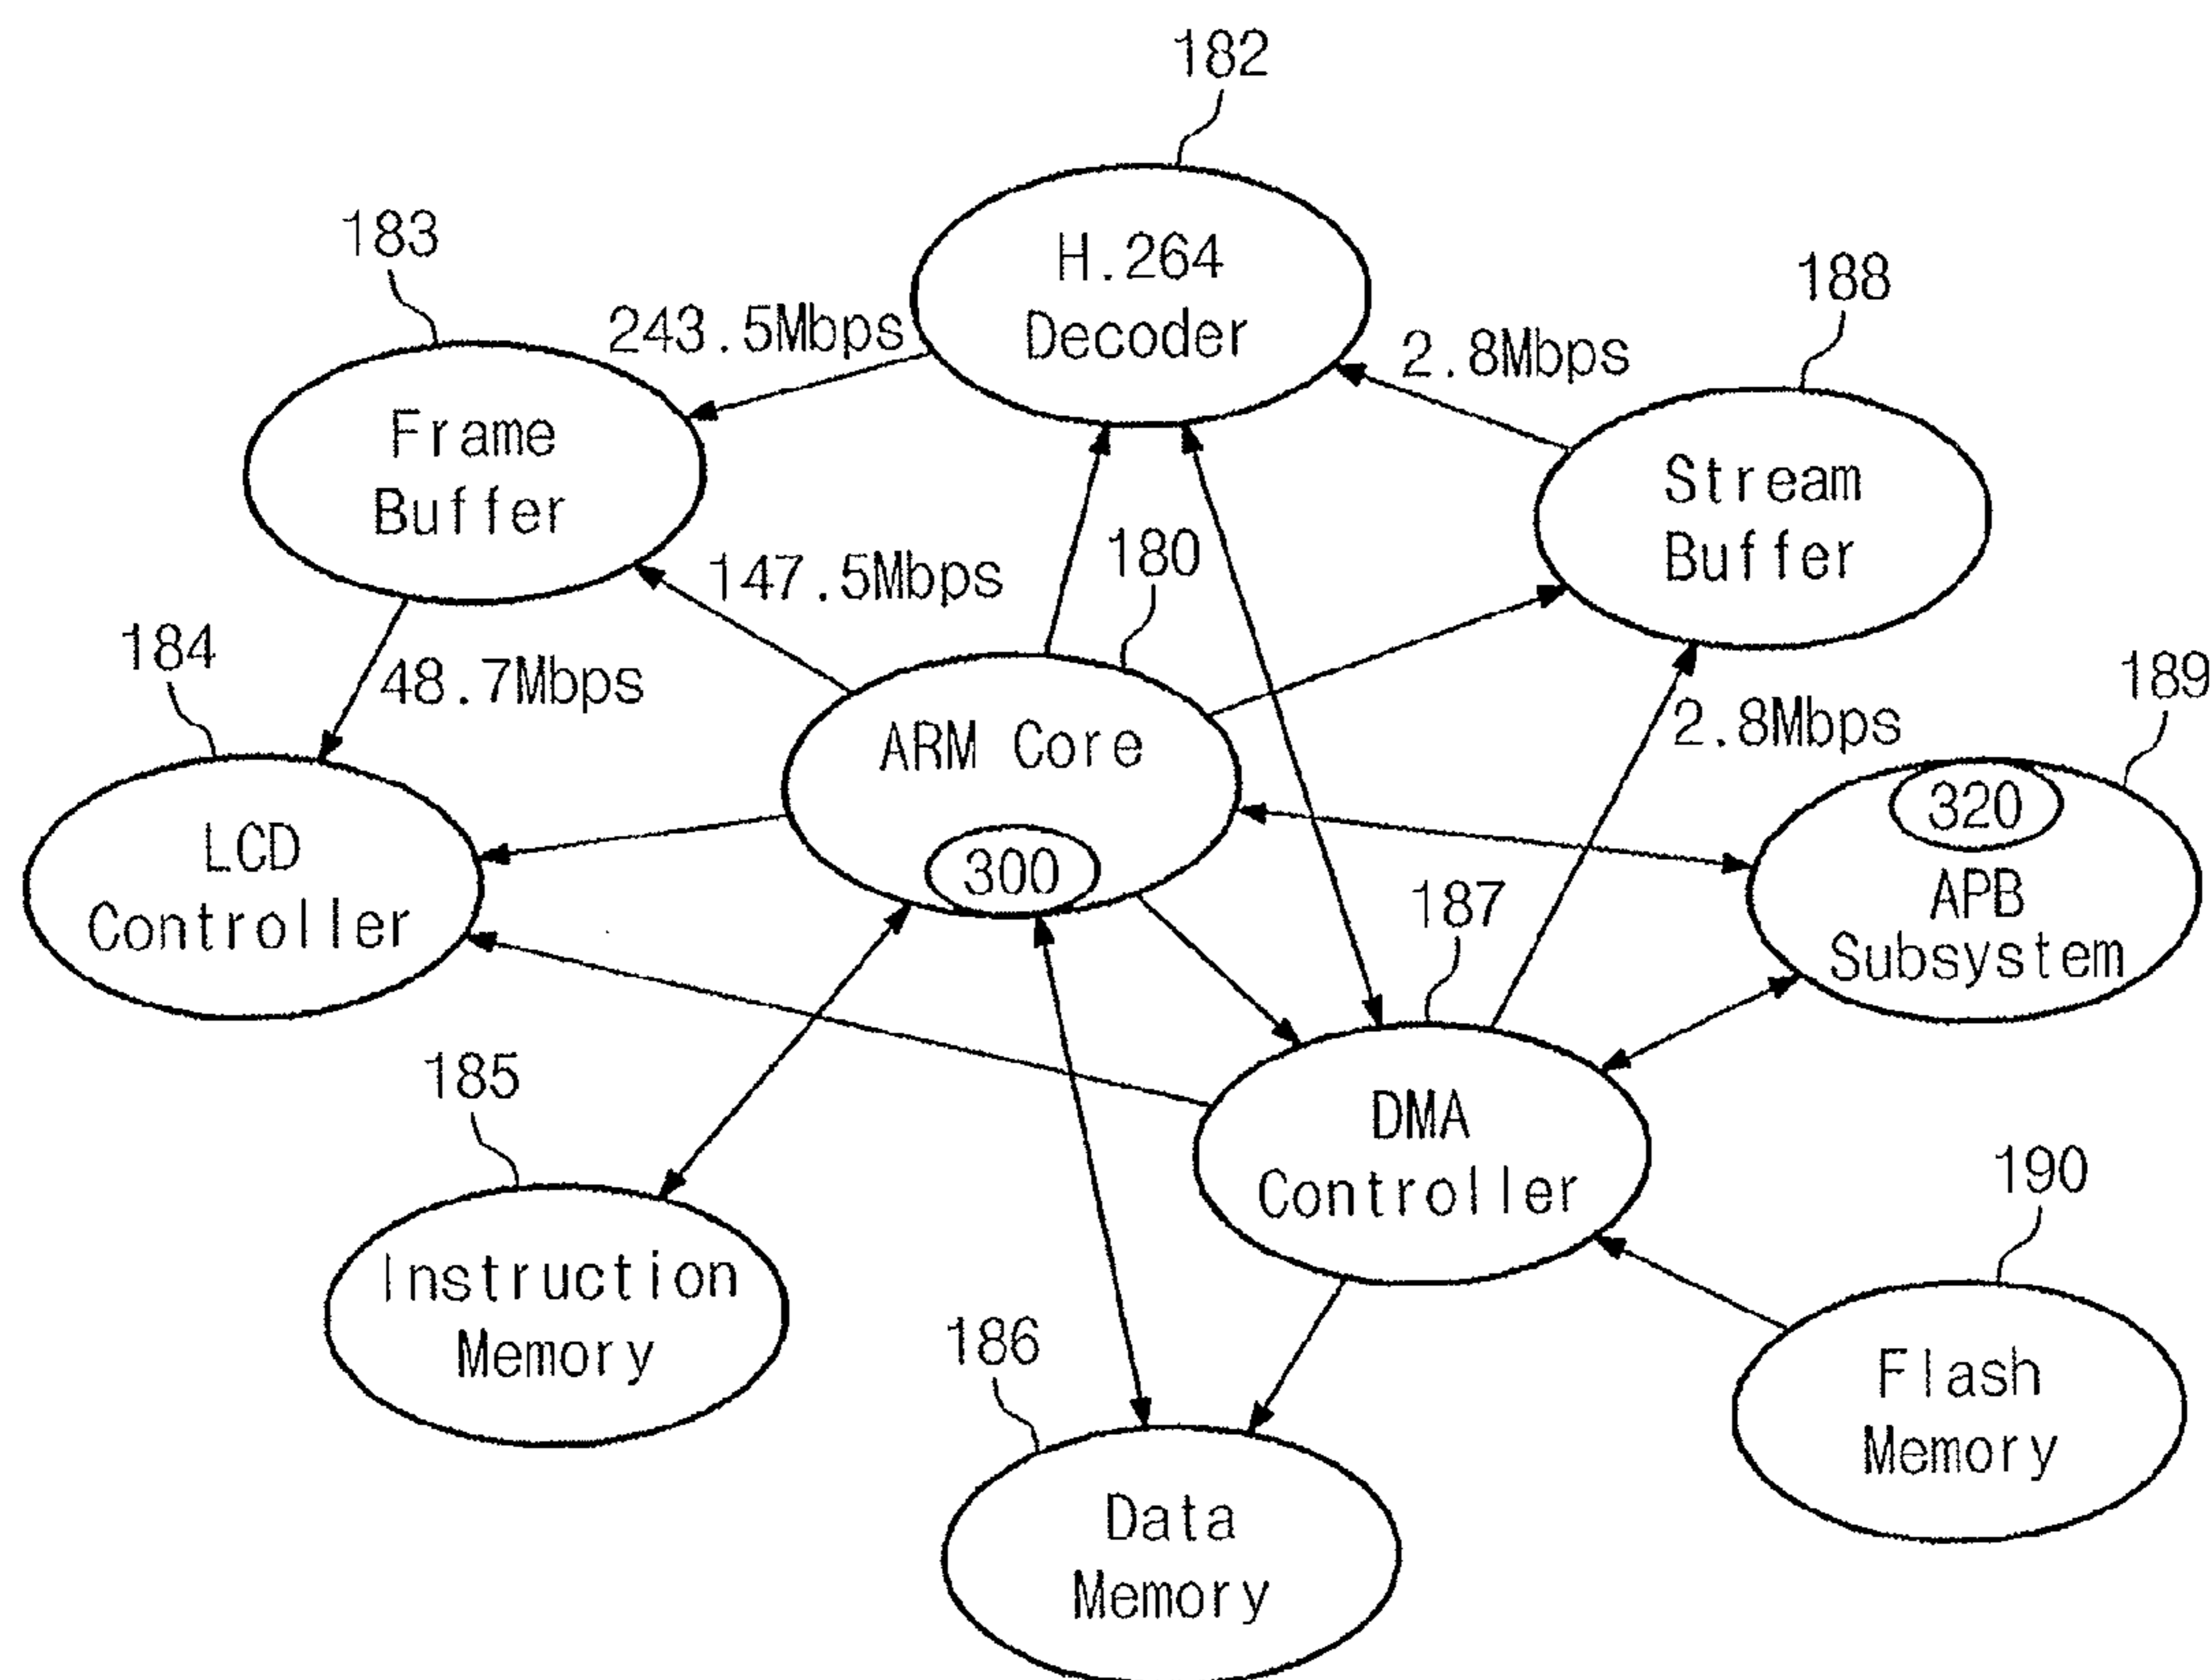 182
H.264
Decoder
183
243.5Mbps
188
2.8Mbps
Frame
Buffer
Stream
Buffer
180
147.5Mbps
184
48.7Mbps
189
2.8Mbps
ARM Core
300
320
APB
Subsystem
LCD
Controller
187
185
DMA
Controller
190
Instruction
Memory
186
Flash
Memory
Data
Memory